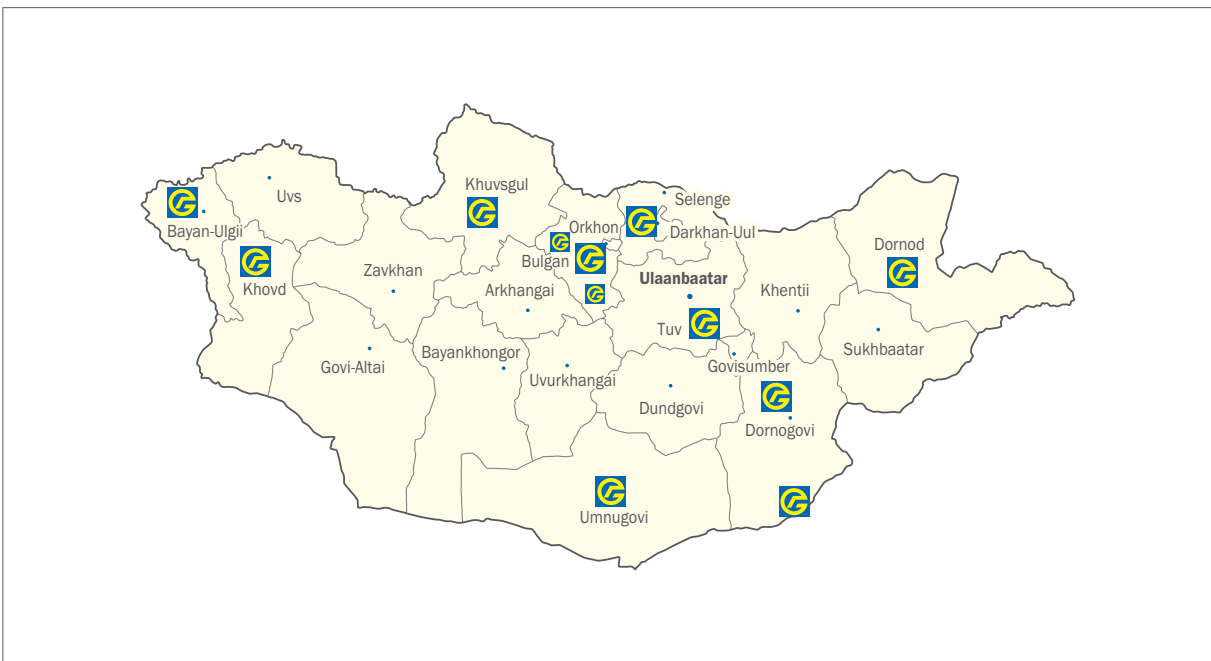 Khuvsgul
Uvs
Selenge
Bayan-Ulgii
Orkhon
Darkhan-Uul
Dornod
Bulgan
Zavkhan
Ulaanbaatar
Khovd
Arkhangai
Khentii
Tuv
Sukhbaatar
Bayankhongor
Govi-Altai
Govisumber
Uvurkhangai
Dundgovi
Dornogovi
Umnugovi